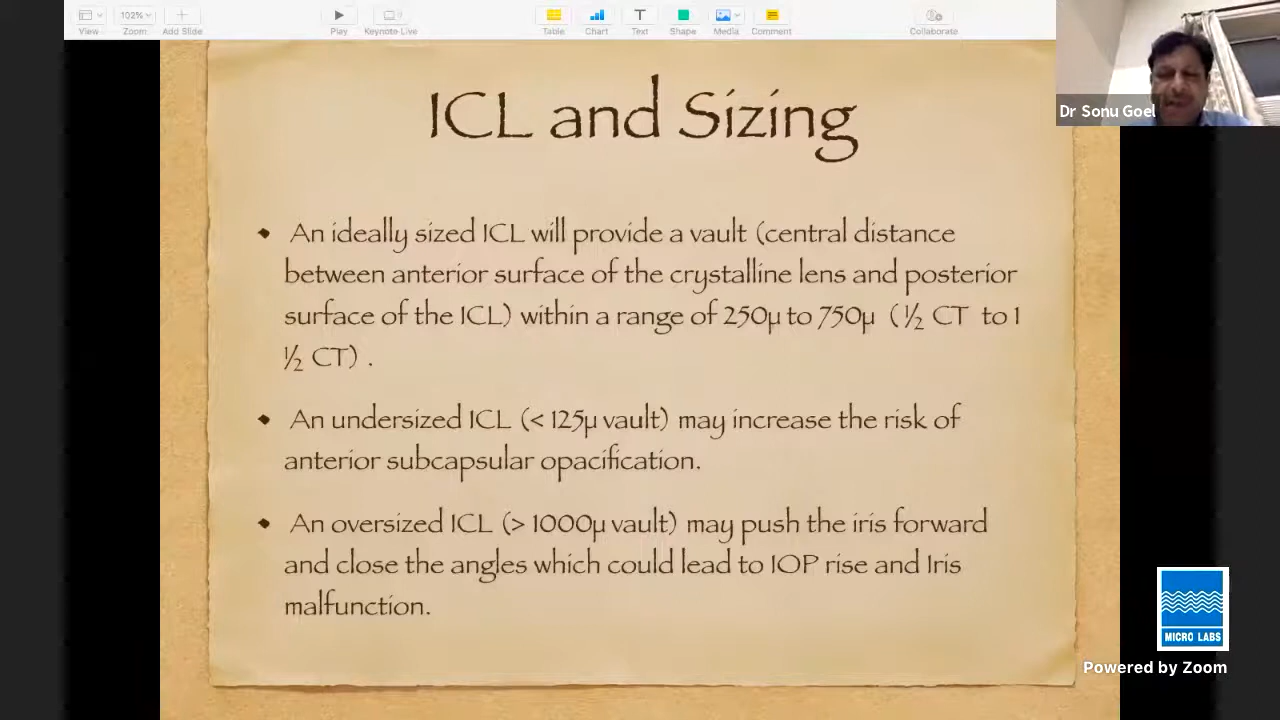 102%
View
Zoom
Add Slide
Play
Keynote Live
Table
Chart
Text
Shape
Media
Comment
Collaborate
Dr Sonu Goel
ICL and Sizing
• An ideally sized ICL will provide a vault (central distance
between anterior surface of the crystalline lens and posterior
surface of the ICL) within a range of 250µ to 750µ (½ CT to 1
½ CT) .
• An undersized ICL (< 125µ vault) may increase the risk of
anterior subcapsular opacification.
• An oversized ICL (> 1000µ vault) may push the iris forward
and close the angles which could lead to IOP rise and Iris
malfunction.
MICRO LABS
Powered by Zoom